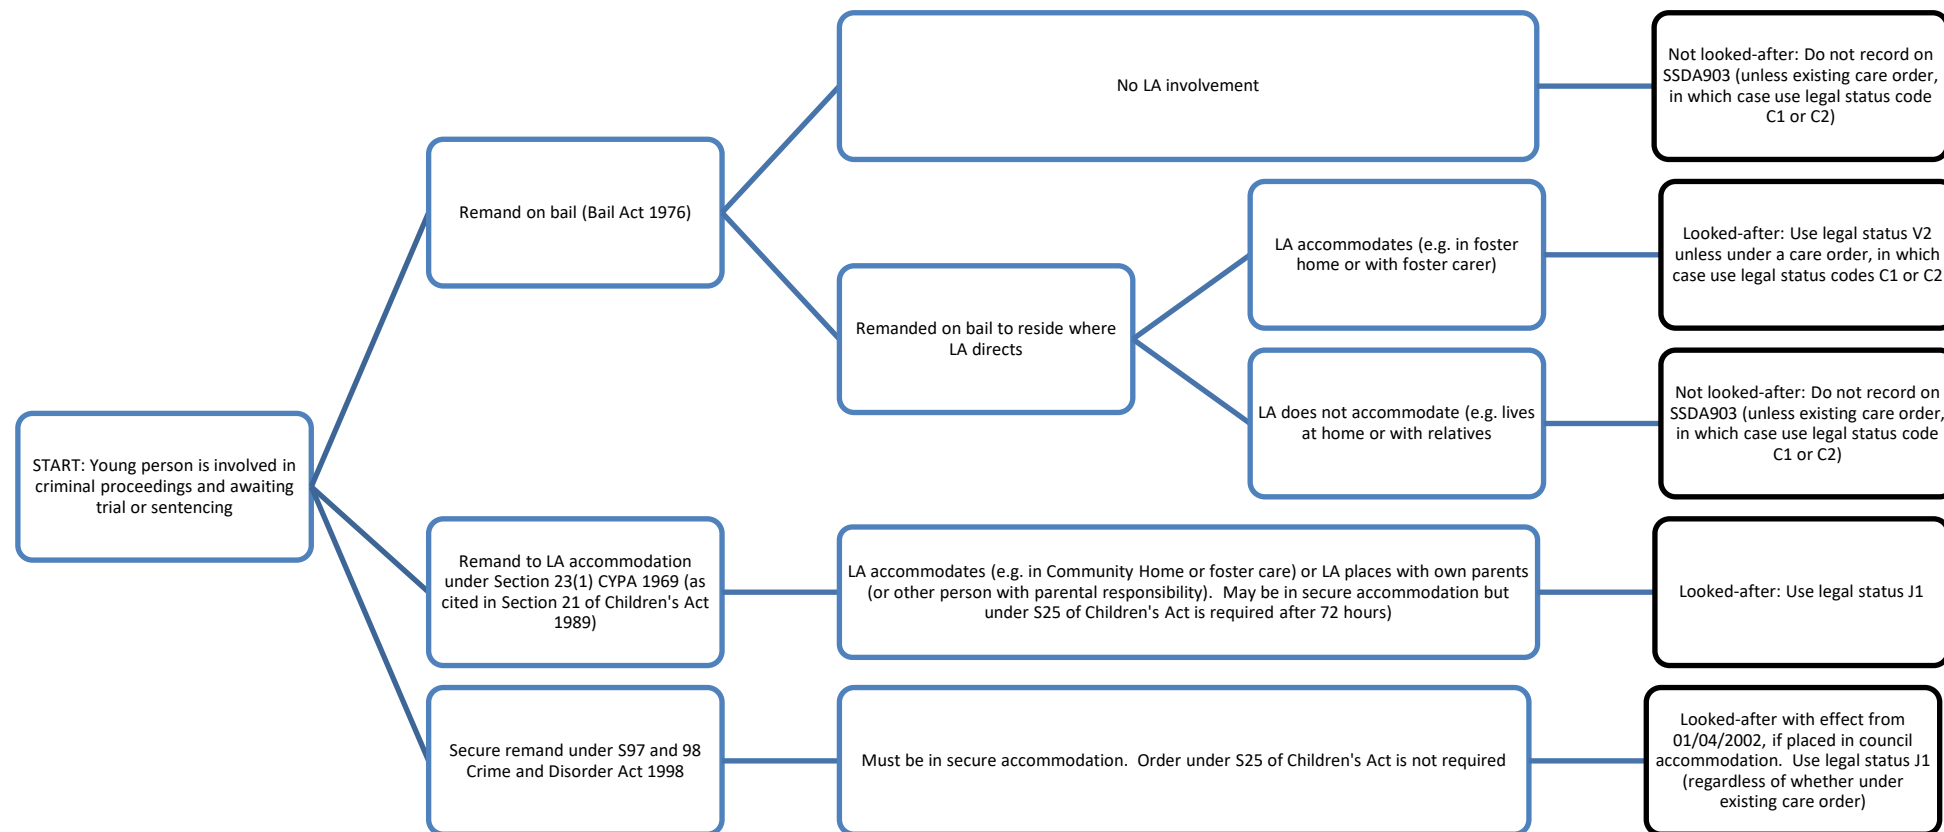 START: Young person is involved in
criminal proceedings and awaiting
trial or sentencing
Remand on bail (Bail Act 1976)
No LA involvement
Not looked-after: Do not record on
SSDA903 (unless existing care order,
in which case use legal status code
C1 or C2)
Remanded on bail to reside where
LA directs
LA accommodates (e.g. in foster
home or with foster carer)
Looked-after: Use legal status V2
unless under a care order, in which
case use legal status codes C1 or C2
LA does not accommodate (e.g. lives
at home or with relatives
Not looked-after: Do not record on
SSDA903 (unless existing care order,
in which case use legal status code
C1 or C2)
Remand to LA accommodation
under Section 23(1) CYPA 1969 (as
cited in Section 21 of Children's Act
1989)
LA accommodates (e.g. in Community Home or foster care) or LA places with own parents
(or other person with parental responsibility).  May be in secure accommodation but
under S25 of Children's Act is required after 72 hours)
Looked-after: Use legal status J1
Secure remand under S97 and 98
Crime and Disorder Act 1998
Must be in secure accommodation.  Order under S25 of Children's Act is not required
Looked-after with effect from
01/04/2002, if placed in council
accommodation.  Use legal status J1
(regardless of whether under
existing care order)